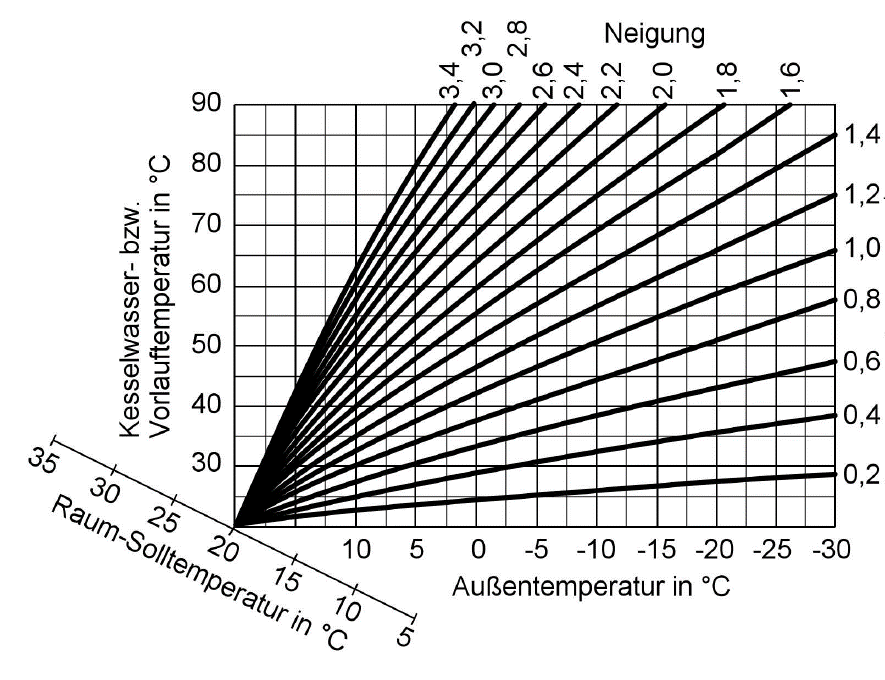 Neigung
3,4 3,2 3,0 2,8 2,6 2,4 2,2 2,0 1,8 1,6
1,4
1,2
1,0
0,8
0,6
0,4
0,2
Kesselwasser- bzw.
Vorlauftemperatur in °C
90
80
70
60
50
40
30
10 5 0 -5 -10 -15 -20 -25 -30
Außentemperatur in °C
35 30 25 20 15 10 5
Raum-Solltemperatur in °C